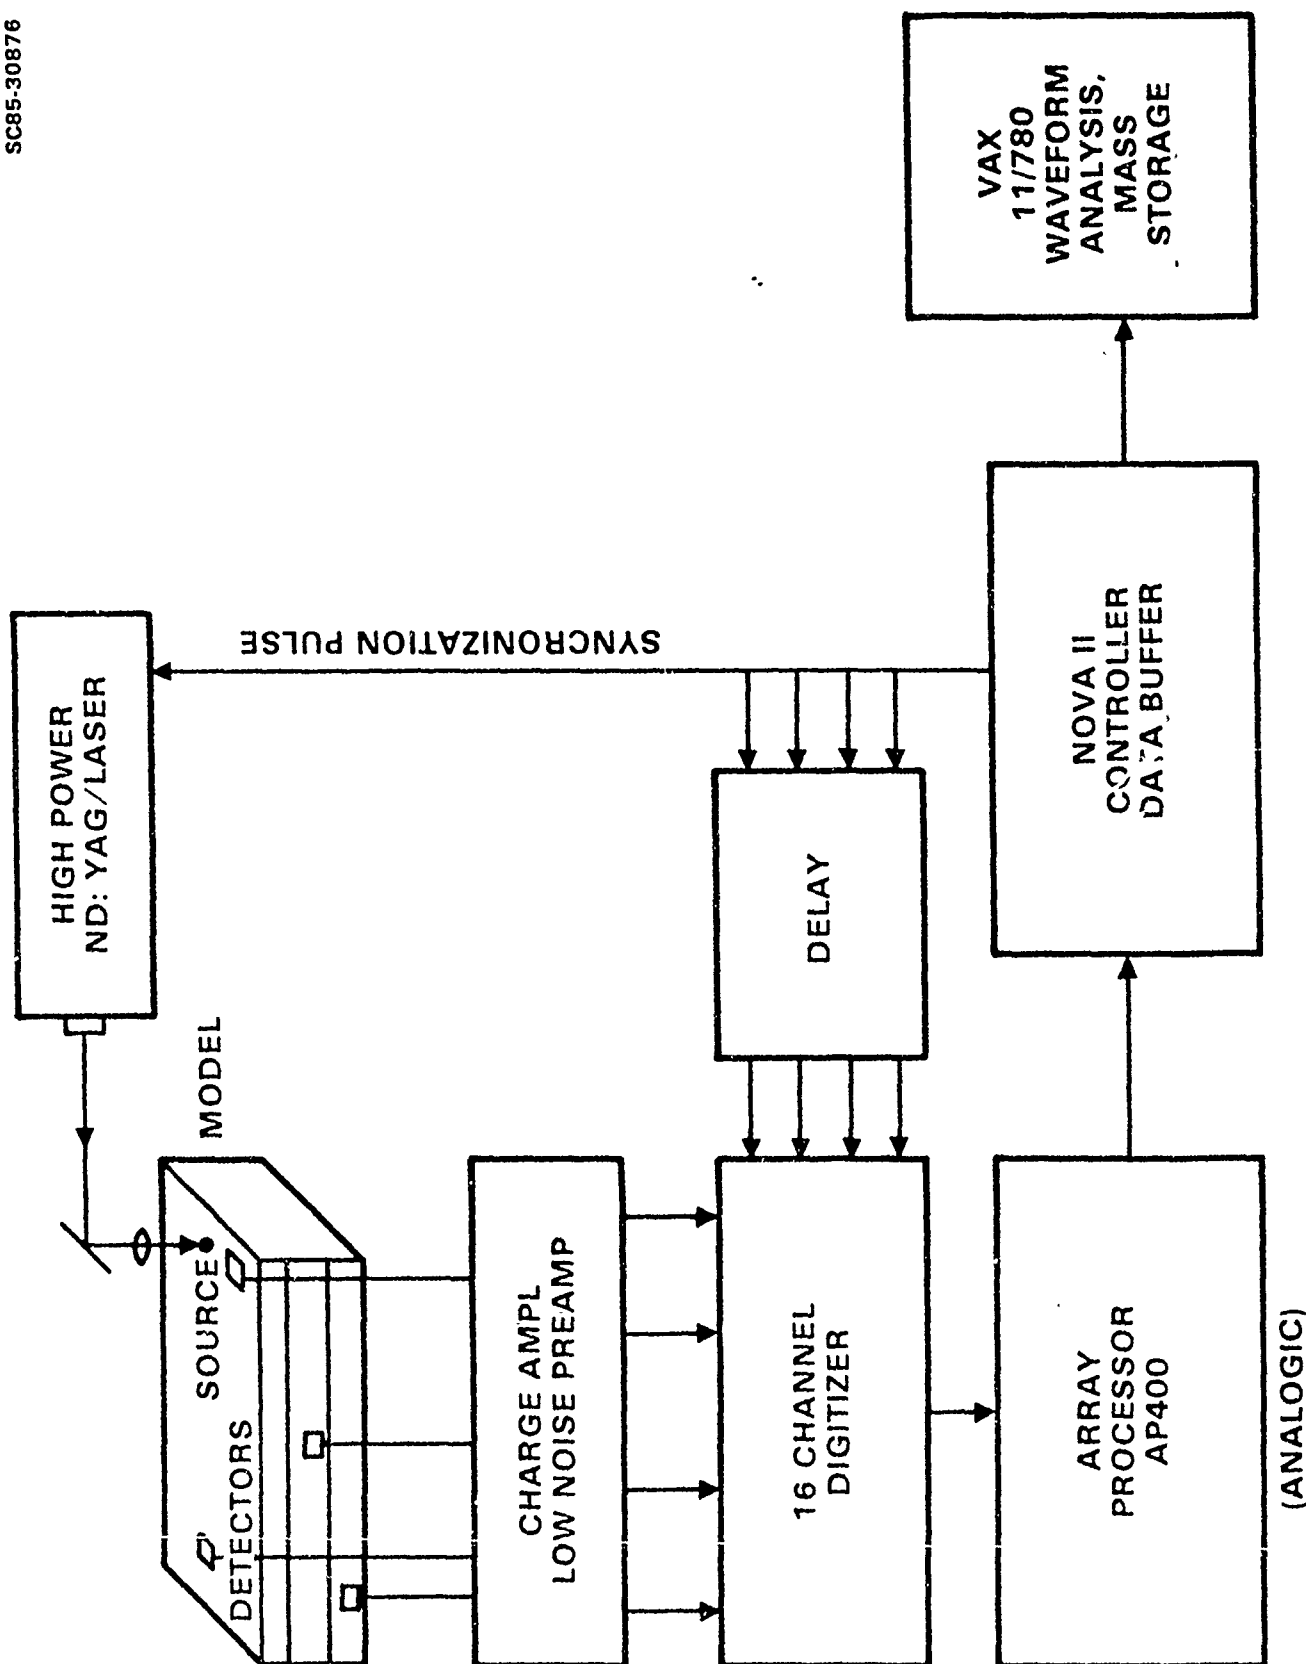 SC85-30876
HIGH POWER
ND: YAG/LASER
MODEL
SOURCE
DETECTORS
SYNCRONIZATION PULSE
CHARGE AMPL
LOW NOISE PREAMP
16 CHANNEL
DIGITIZER
DELAY
ARRAY
PROCESSOR
AP400
(ANALOGIC)
NOVA II
CONTROLLER
DATA BUFFER
VAX
11/780
WAVEFORM
ANALYSIS,
MASS
STORAGE